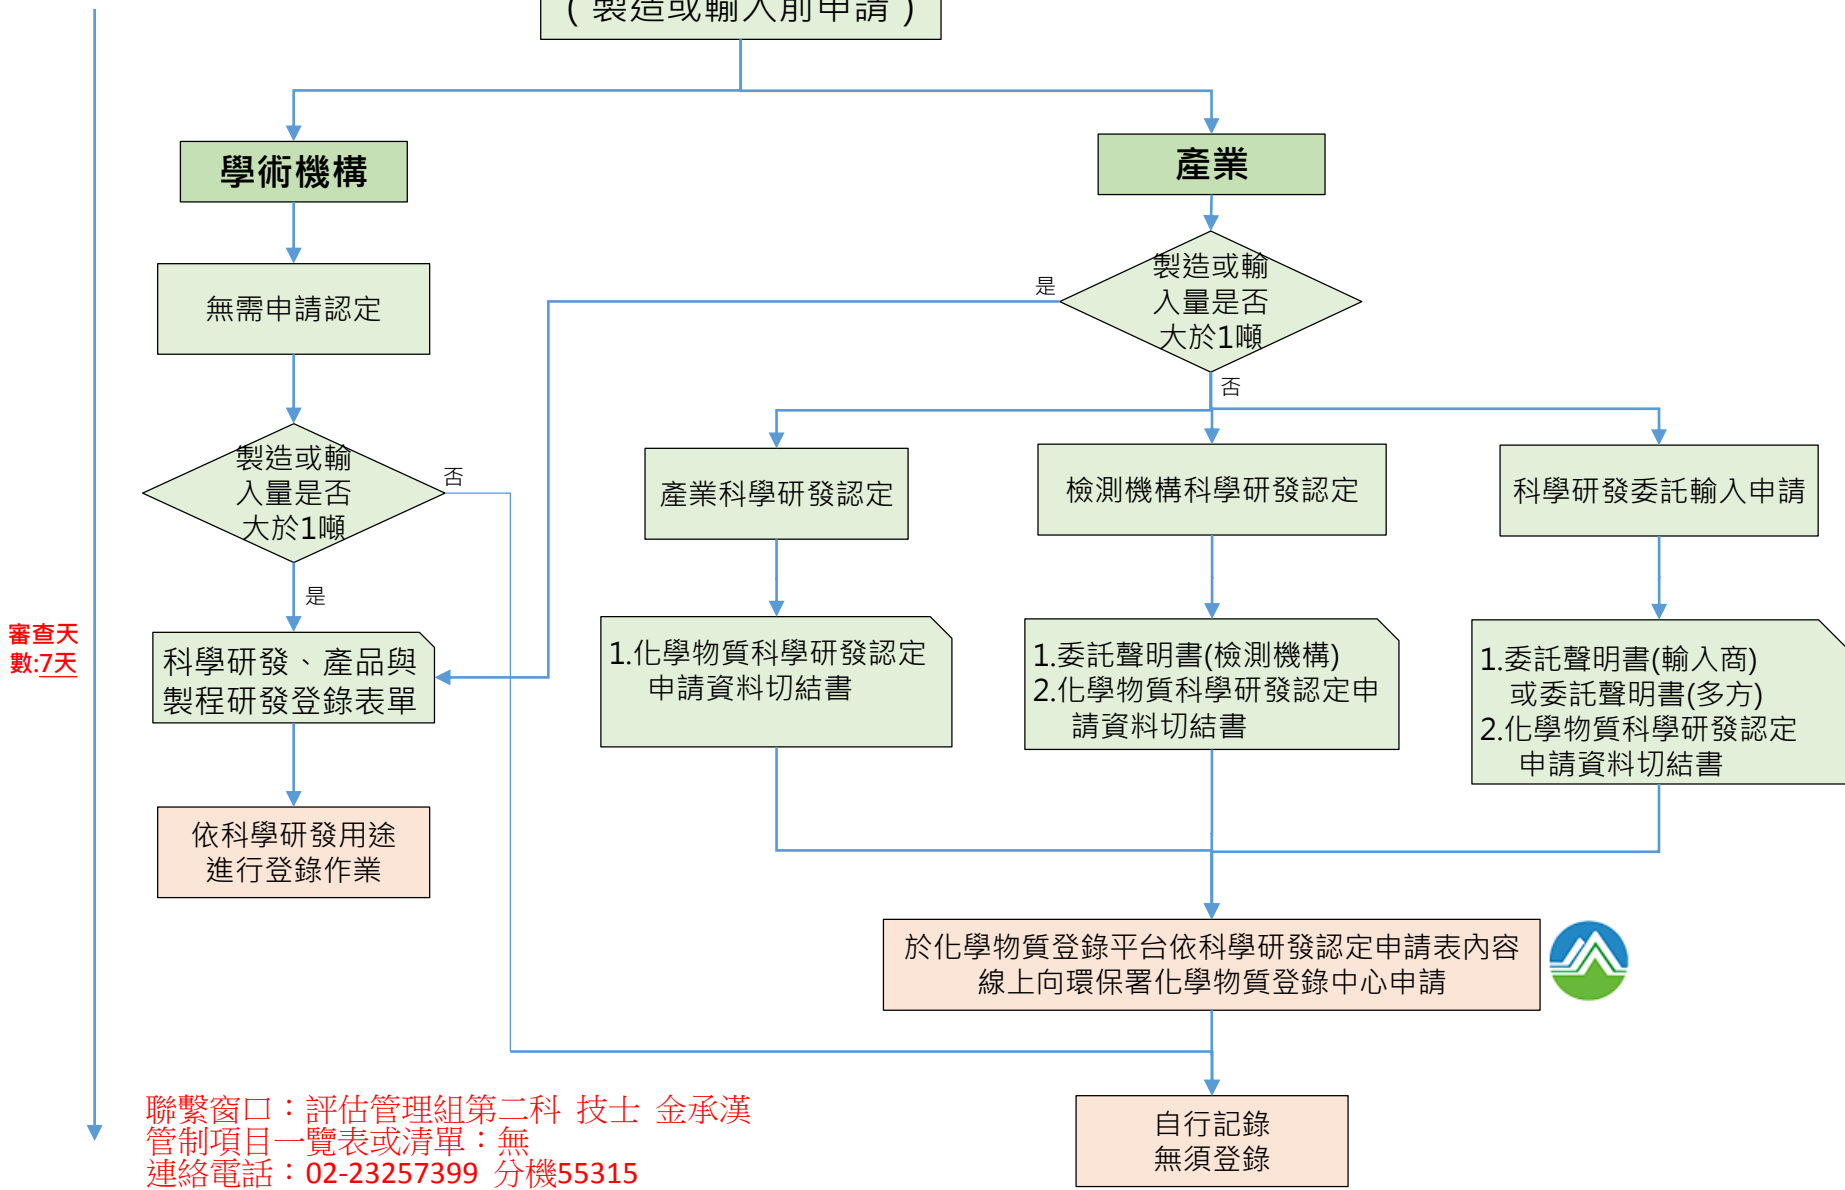 (製造或輸入前申請)
學術機構
產業
無需申請認定
製造或輸
入量是否
大於1噸
是
否
製造或輸
入量是否
大於1噸
否
是
產業科學研發認定
檢測機構科學研發認定
科學研發委託輸入申請
審查天
數:7天
科學研發、產品與
製程研發登錄表單
1.化學物質科學研發認定
申請資料切結書
1.委託聲明書(檢測機構)
2.化學物質科學研發認定申
請資料切結書
1.委託聲明書(輸入商)
或委託聲明書(多方)
2.化學物質科學研發認定
申請資料切結書
依科學研發用途
進行登錄作業
於化學物質登錄平台依科學研發認定申請表內容
線上向環保署化學物質登錄中心申請
自行記錄
無須登錄
聯繫窗口：評估管理組第二科 技士 金承漢
管制項目一覽表或清單：無
連絡電話：02-23257399 分機55315